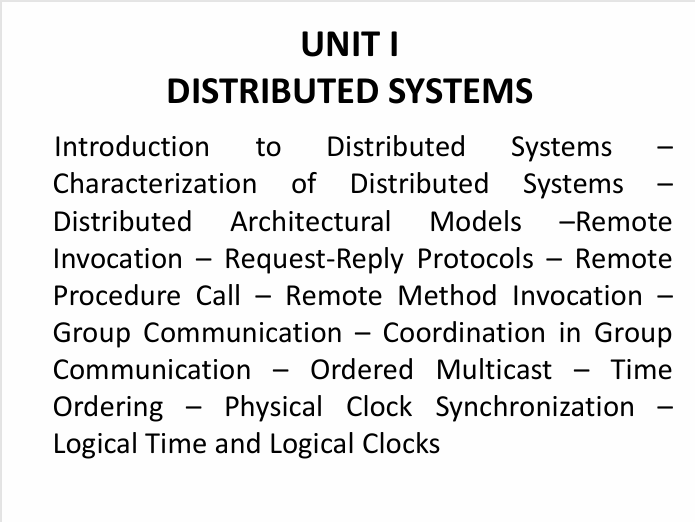 UNIT I
DISTRIBUTED SYSTEMS
Introduction to Distributed Systems –
Characterization of Distributed Systems –
Distributed Architectural Models –Remote
Invocation – Request-Reply Protocols – Remote
Procedure Call – Remote Method Invocation –
Group Communication – Coordination in Group
Communication – Ordered Multicast – Time
Ordering – Physical Clock Synchronization –
Logical Time and Logical Clocks